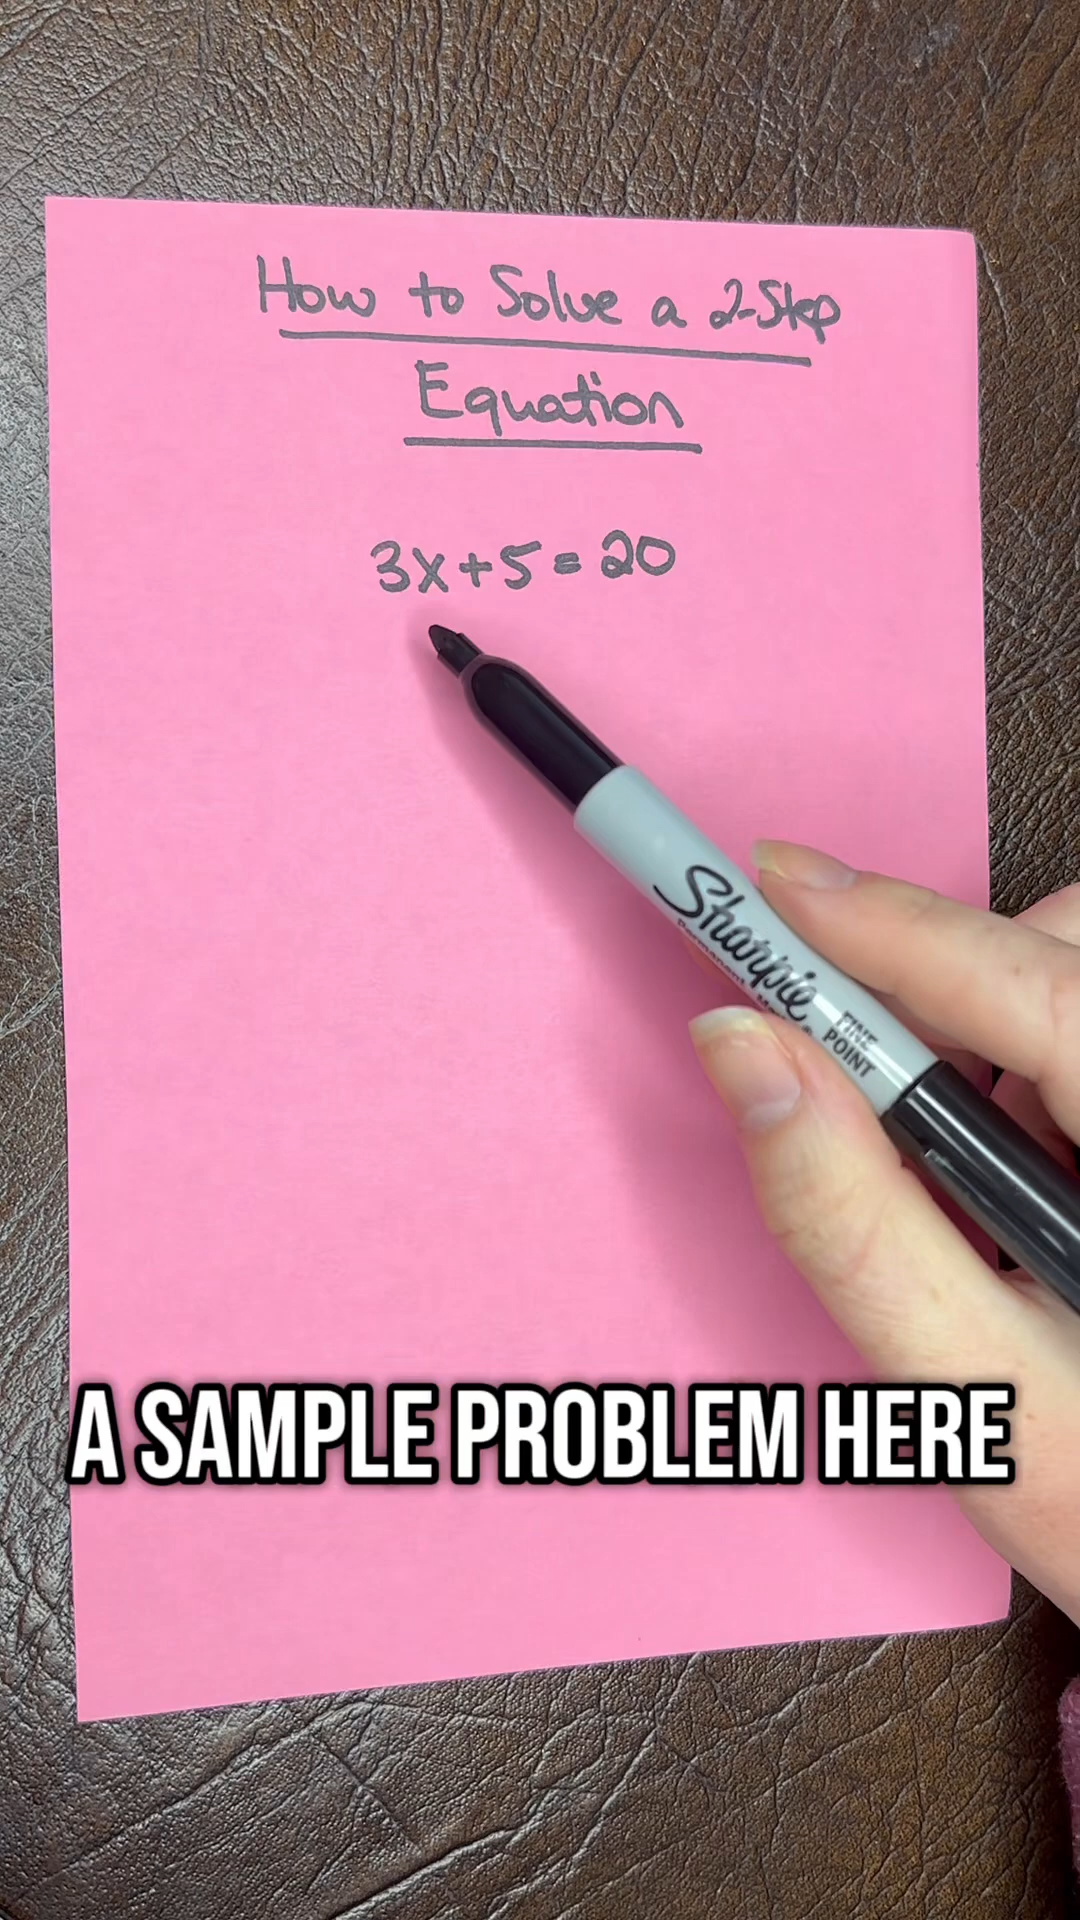 How to Solve a 2-Step
Equation
3x+5=20
Sharpie
FINE
POINT
A SAMPLE PROBLEM HERE